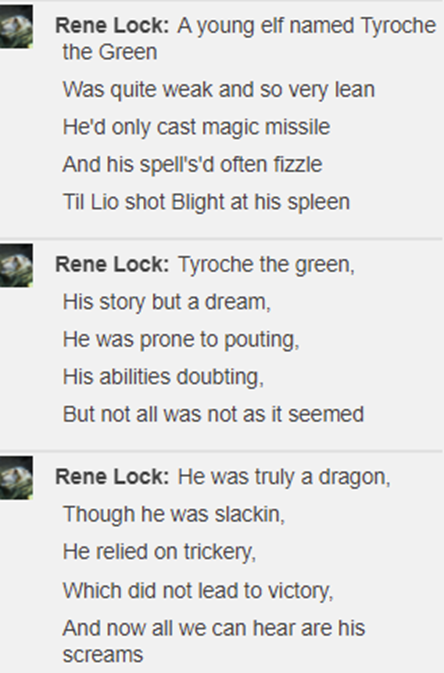 Rene Lock: A young elf named Tyroche
the Green
Was quite weak and so very lean
He'd only cast magic missile
And his spell's'd often fizzle
Til Lio shot Blight at his spleen
Rene Lock: Tyroche the green,
His story but a dream,
He was prone to pouting,
His abilities doubting,
But not all was not as it seemed
Rene Lock: He was truly a dragon,
Though he was slackin,
He relied on trickery,
Which did not lead to victory,
And now all we can hear are his
screams